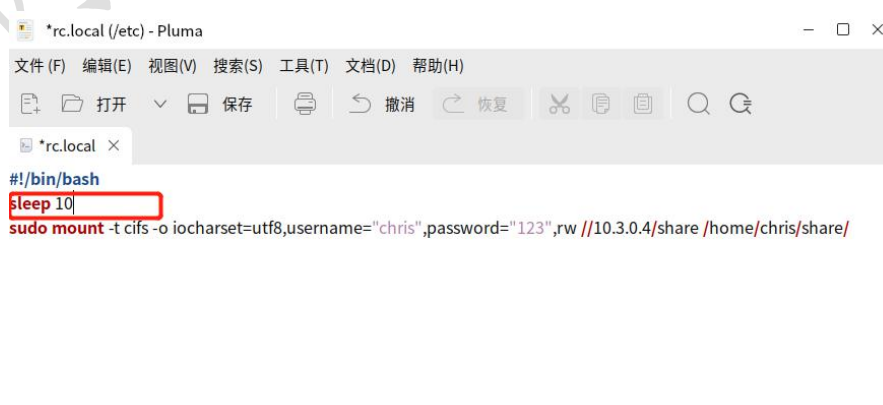 *rc.local (/etc) - Pluma
文件 (F) 编辑(E) 视图(V) 搜索(S) 工具(T) 文档(D) 帮助(H)
打开 保存 撤消 恢复
*rc.local
#!/bin/bash
sleep 10
sudo mount -t cifs -o iocharset=utf8,username="chris",password="123",rw //10.3.0.4/share /home/chris/share/